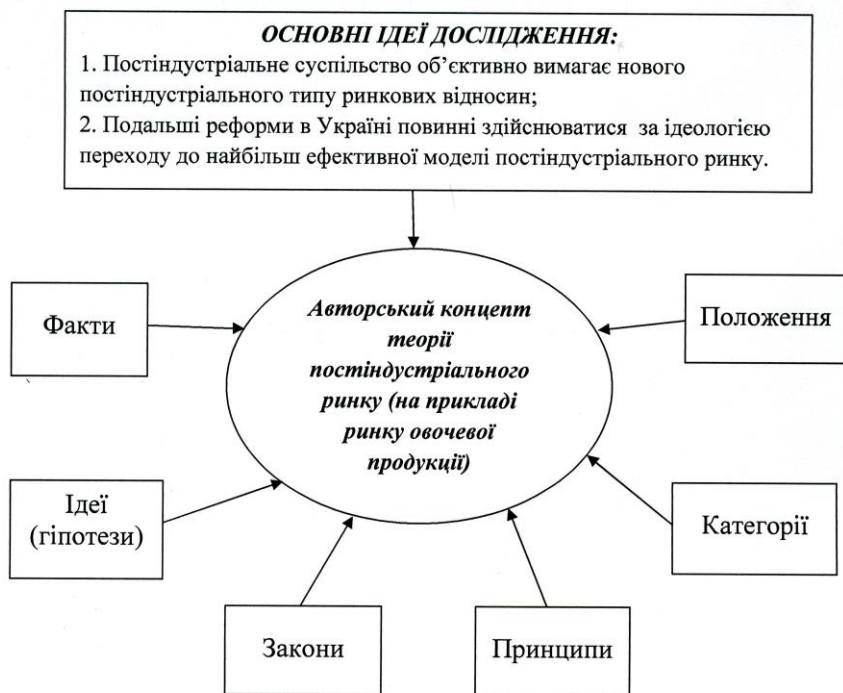 ОСНОВНІ ІДЕЇ ДОСЛІДЖЕННЯ:
1. Постіндустріальне суспільство об’єктивно вимагає нового
постіндустріального типу ринкових відносин;
2. Подальші реформи в Україні повинні здійснюватися за ідеологією
переходу до найбільш ефективної моделі постіндустріального ринку.
Авторський концепт
теорії
постіндустріального
ринку (на прикладі
ринку овочевої
продукції)
Факти
Положення
Ідеї
(гіпотези)
Категорії
Закони
Принципи